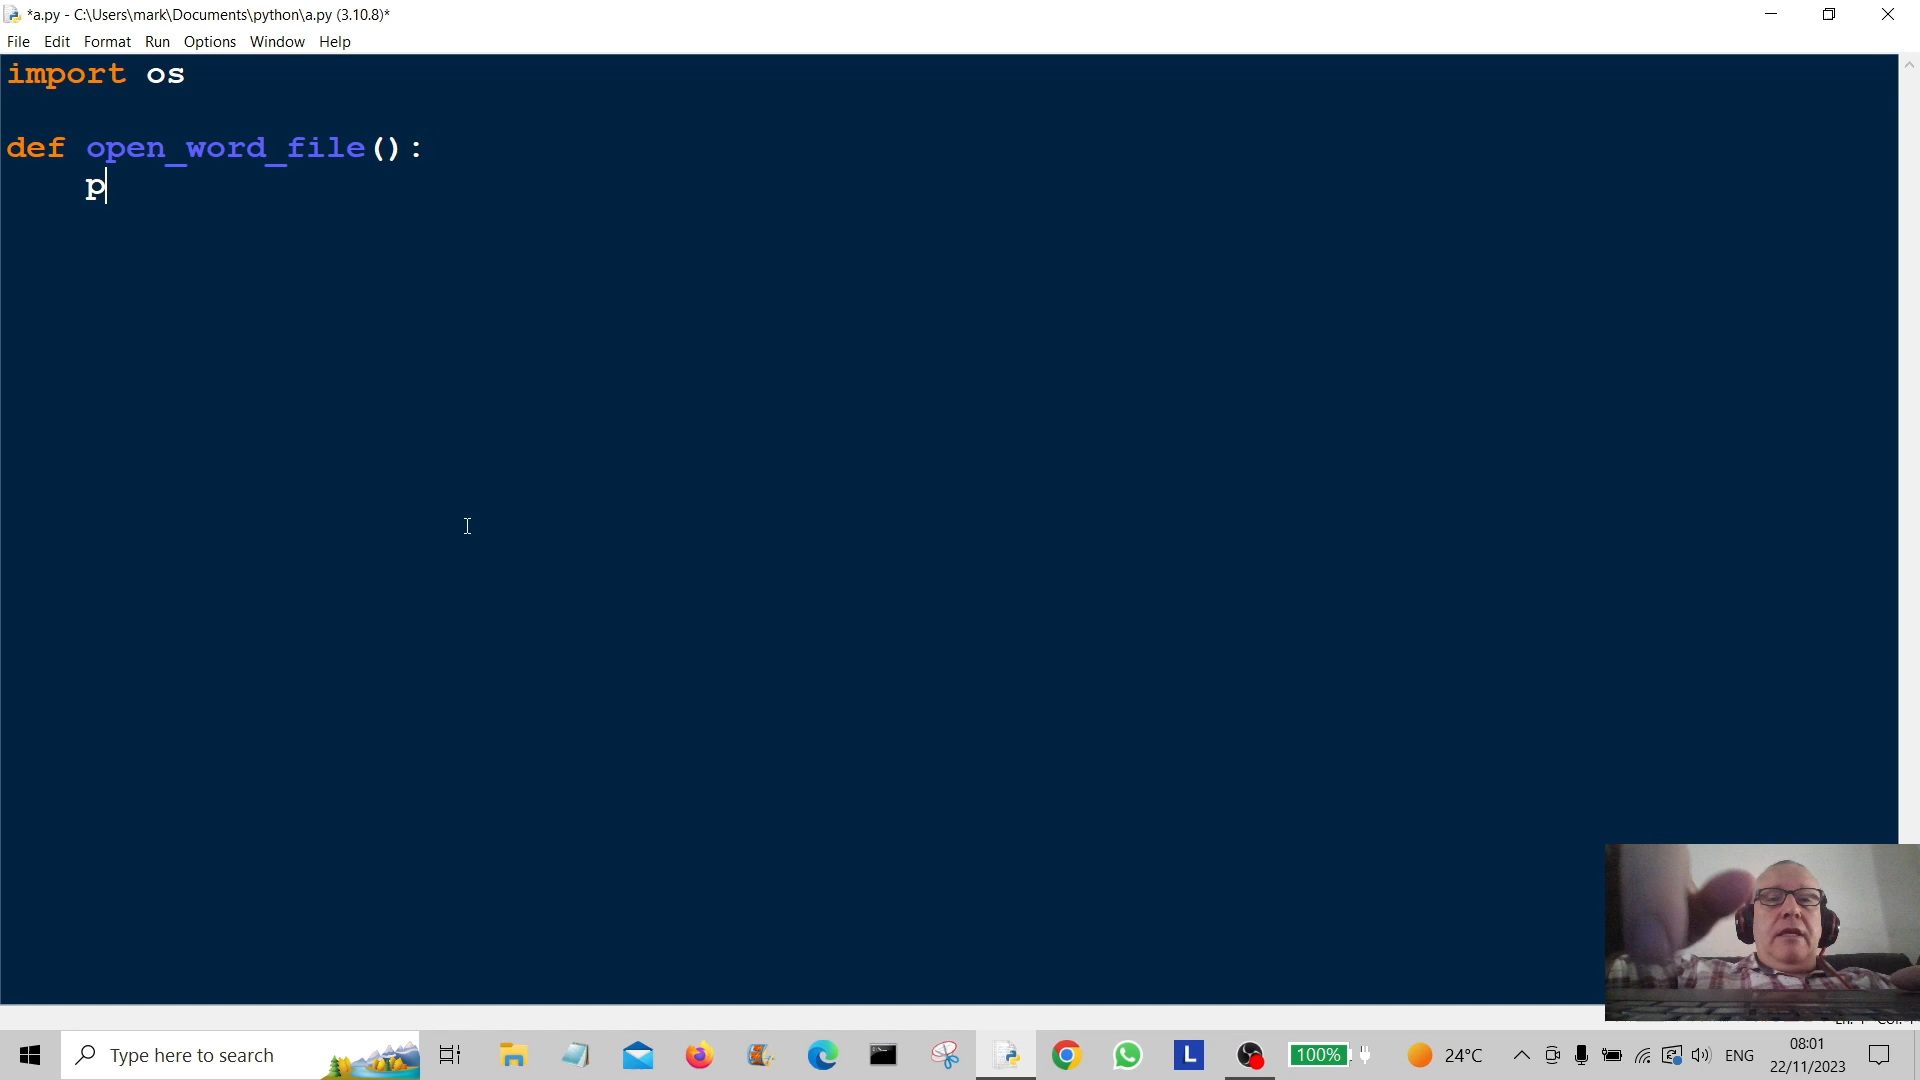 *a.py - C:\Users\mark\Documents\python\a.py (3.10.8)*
File Edit Format Run Options Window Help
import os
def open_word_file():
p
Type here to search
L
100%
24°C
ENG
08:01
22/11/2023